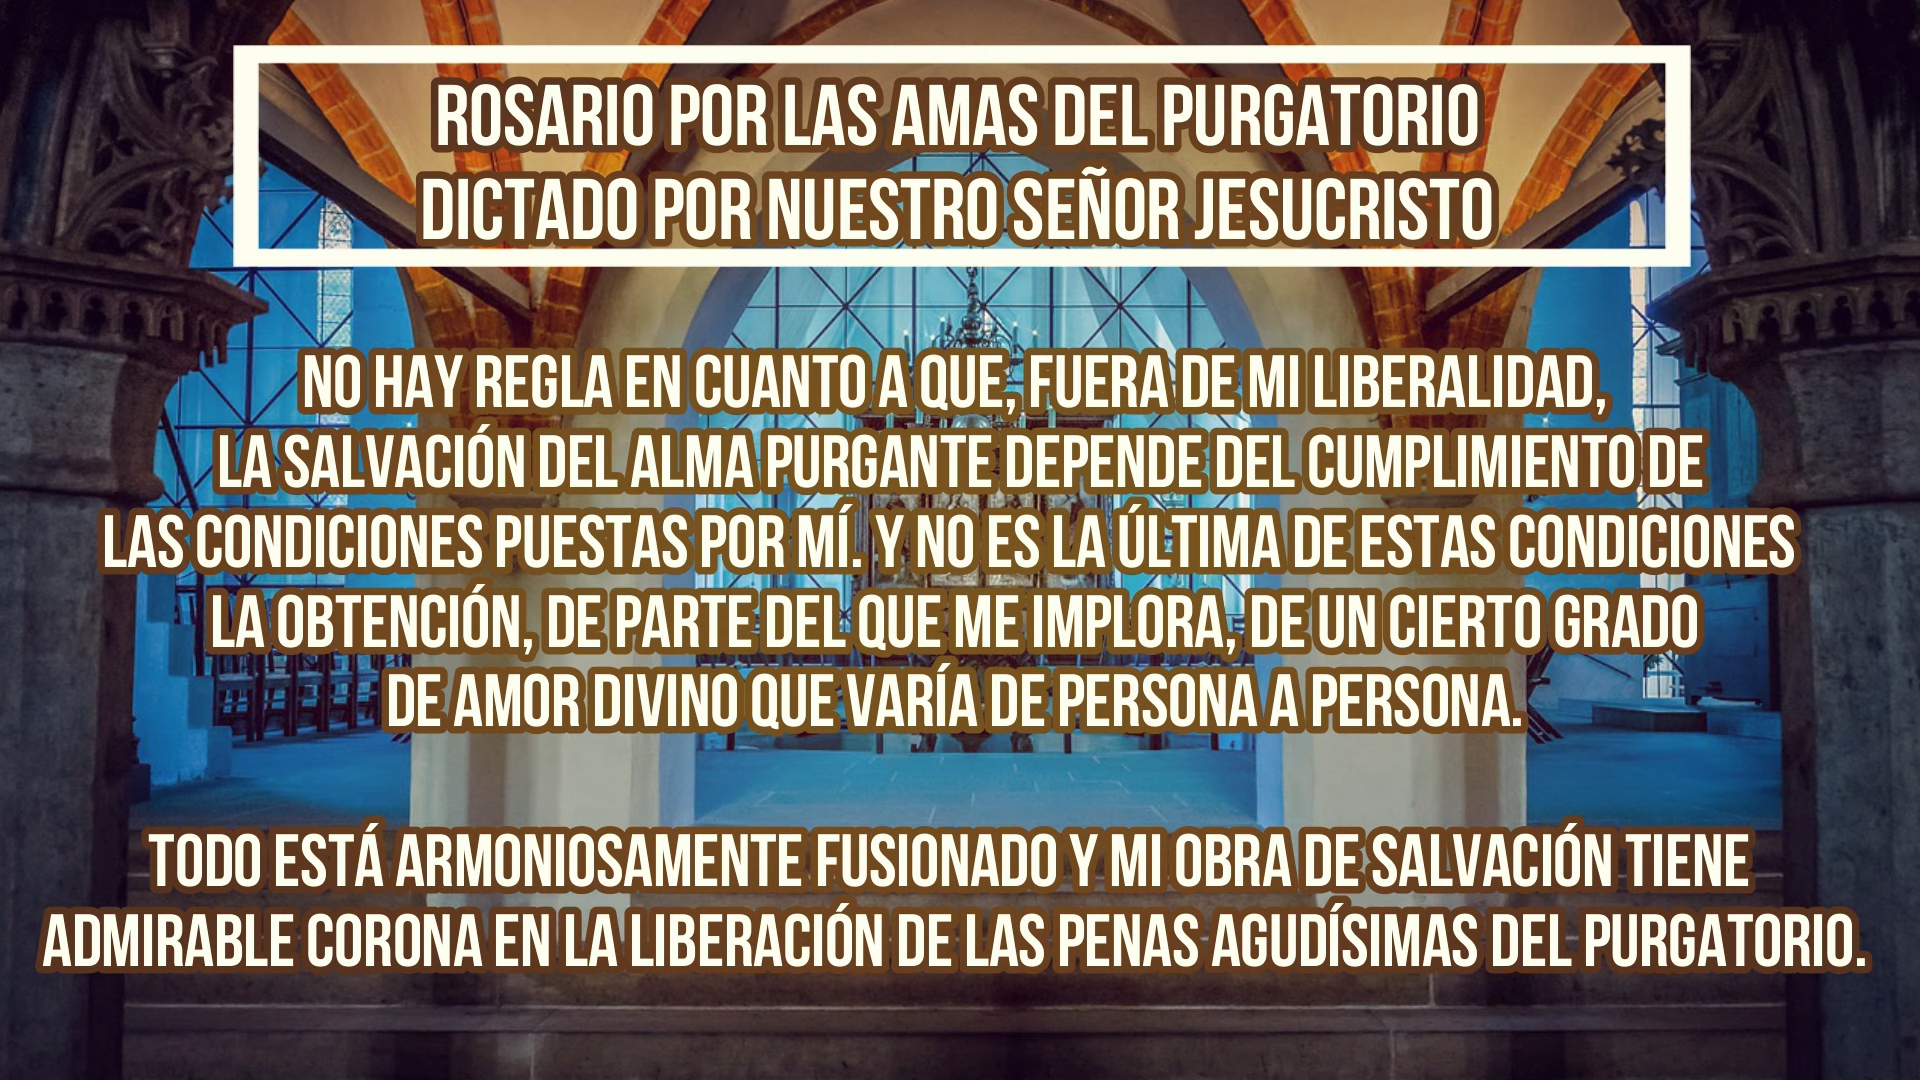 ROSARIO POR LAS AMAS DEL PURGATORIO
DICTADO POR NUESTRO SEÑOR JESUCRISTO
NO HAY REGLA EN CUANTO A QUE, FUERA DE MI LIBERALIDAD,
LA SALVACIÓN DEL ALMA PURGANTE DEPENDE DEL CUMPLIMIENTO DE
LAS CONDICIONES PUESTAS POR MÍ. Y NO ES LA ÚLTIMA DE ESTAS CONDICIONES
LA OBTENCIÓN, DE PARTE DEL QUE ME IMPLORA, DE UN CIERTO GRADO
DE AMOR DIVINO QUE VARÍA DE PERSONA A PERSONA.
TODO ESTÁ ARMONIOSAMENTE FUSIONADO Y MI OBRA DE SALVACIÓN TIENE
ADMIRABLE CORONA EN LA LIBERACIÓN DE LAS PENAS AGUDÍSIMAS DEL PURGATORIO.